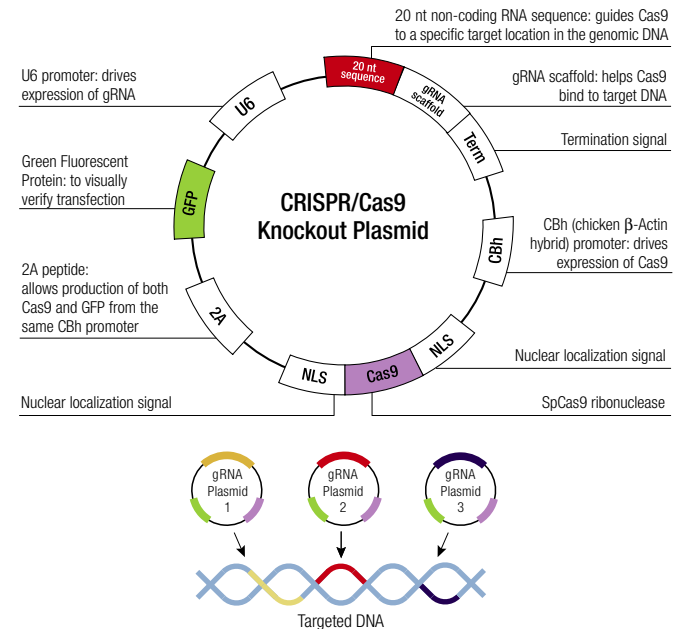 20 nt non-coding RNA sequence: guides Cas9
to a specific target location in the genomic DNA
U6 promoter: drives
expression of gRNA
gRNA scaffold: helps Cas9
bind to target DNA
20 nt
sequence
gRNA
scaffold
U6
Term
Termination signal
Green Fluorescent
Protein: to visually
verify transfection
GFP
CRISPR/Cas9
Knockout Plasmid
CBh
CBh (chicken β-Actin
hybrid) promoter: drives
expression of Cas9
2A peptide:
allows production of both
Cas9 and GFP from the
same CBh promoter
2A
NLS
Nuclear localization signal
NLS
Cas9
Nuclear localization signal
SpCas9 ribonuclease
gRNA
Plasmid
1
gRNA
Plasmid
2
gRNA
Plasmid
3
Targeted DNA